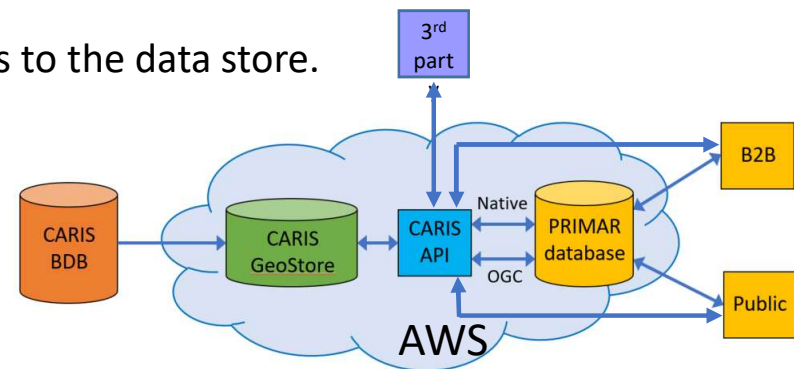 s to the data store.
3rd
part
B2B
Native
CARIS
BDB
CARIS
GeoStore
CARIS
API
PRIMAR
database
OGC
Public
AWS